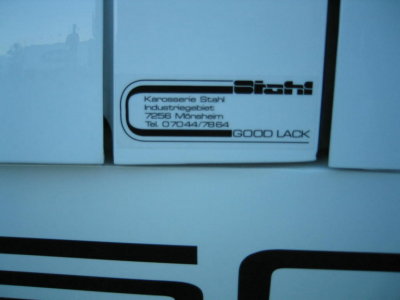 Stahl
Karosserie Stahl
Industriegebiet
7256 Mönsheim
Tel. 07044/7864
GOOD LACK